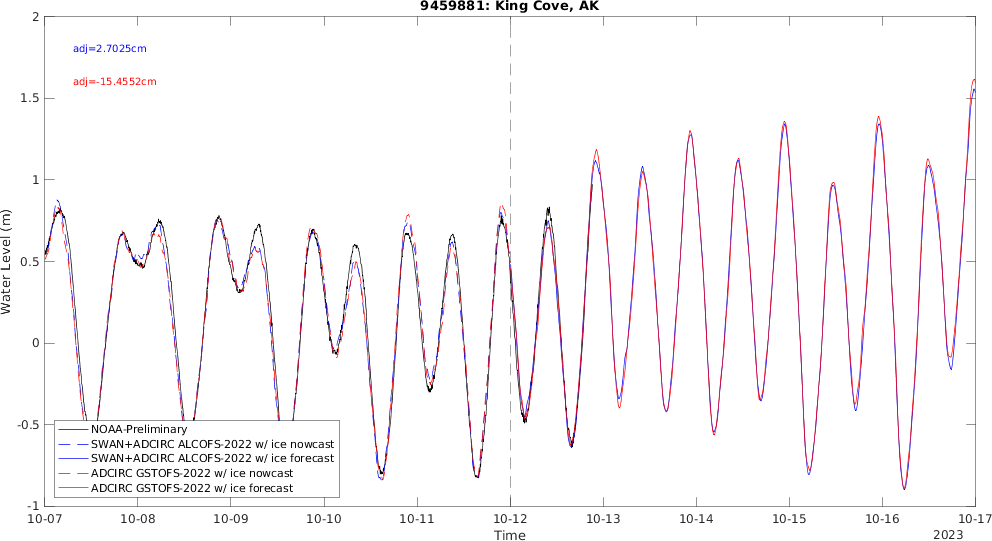 9459881: King Cove, AK
adj=2.7025cm
adj=-15.4552cm
Water Level (m)
2
1.5
1
0.5
0
-0.5
-1
NOAA-Preliminary
SWAN+ADCIRC ALCOFS-2022 w/ ice nowcast
SWAN+ADCIRC ALCOFS-2022 w/ ice forecast
ADCIRC GSTOFS-2022 w/ ice nowcast
ADCIRC GSTOFS-2022 w/ ice forecast
10-07 10-08 10-09 10-10 10-11 10-12 10-13 10-14 10-15 10-16 10-17
Time
2023